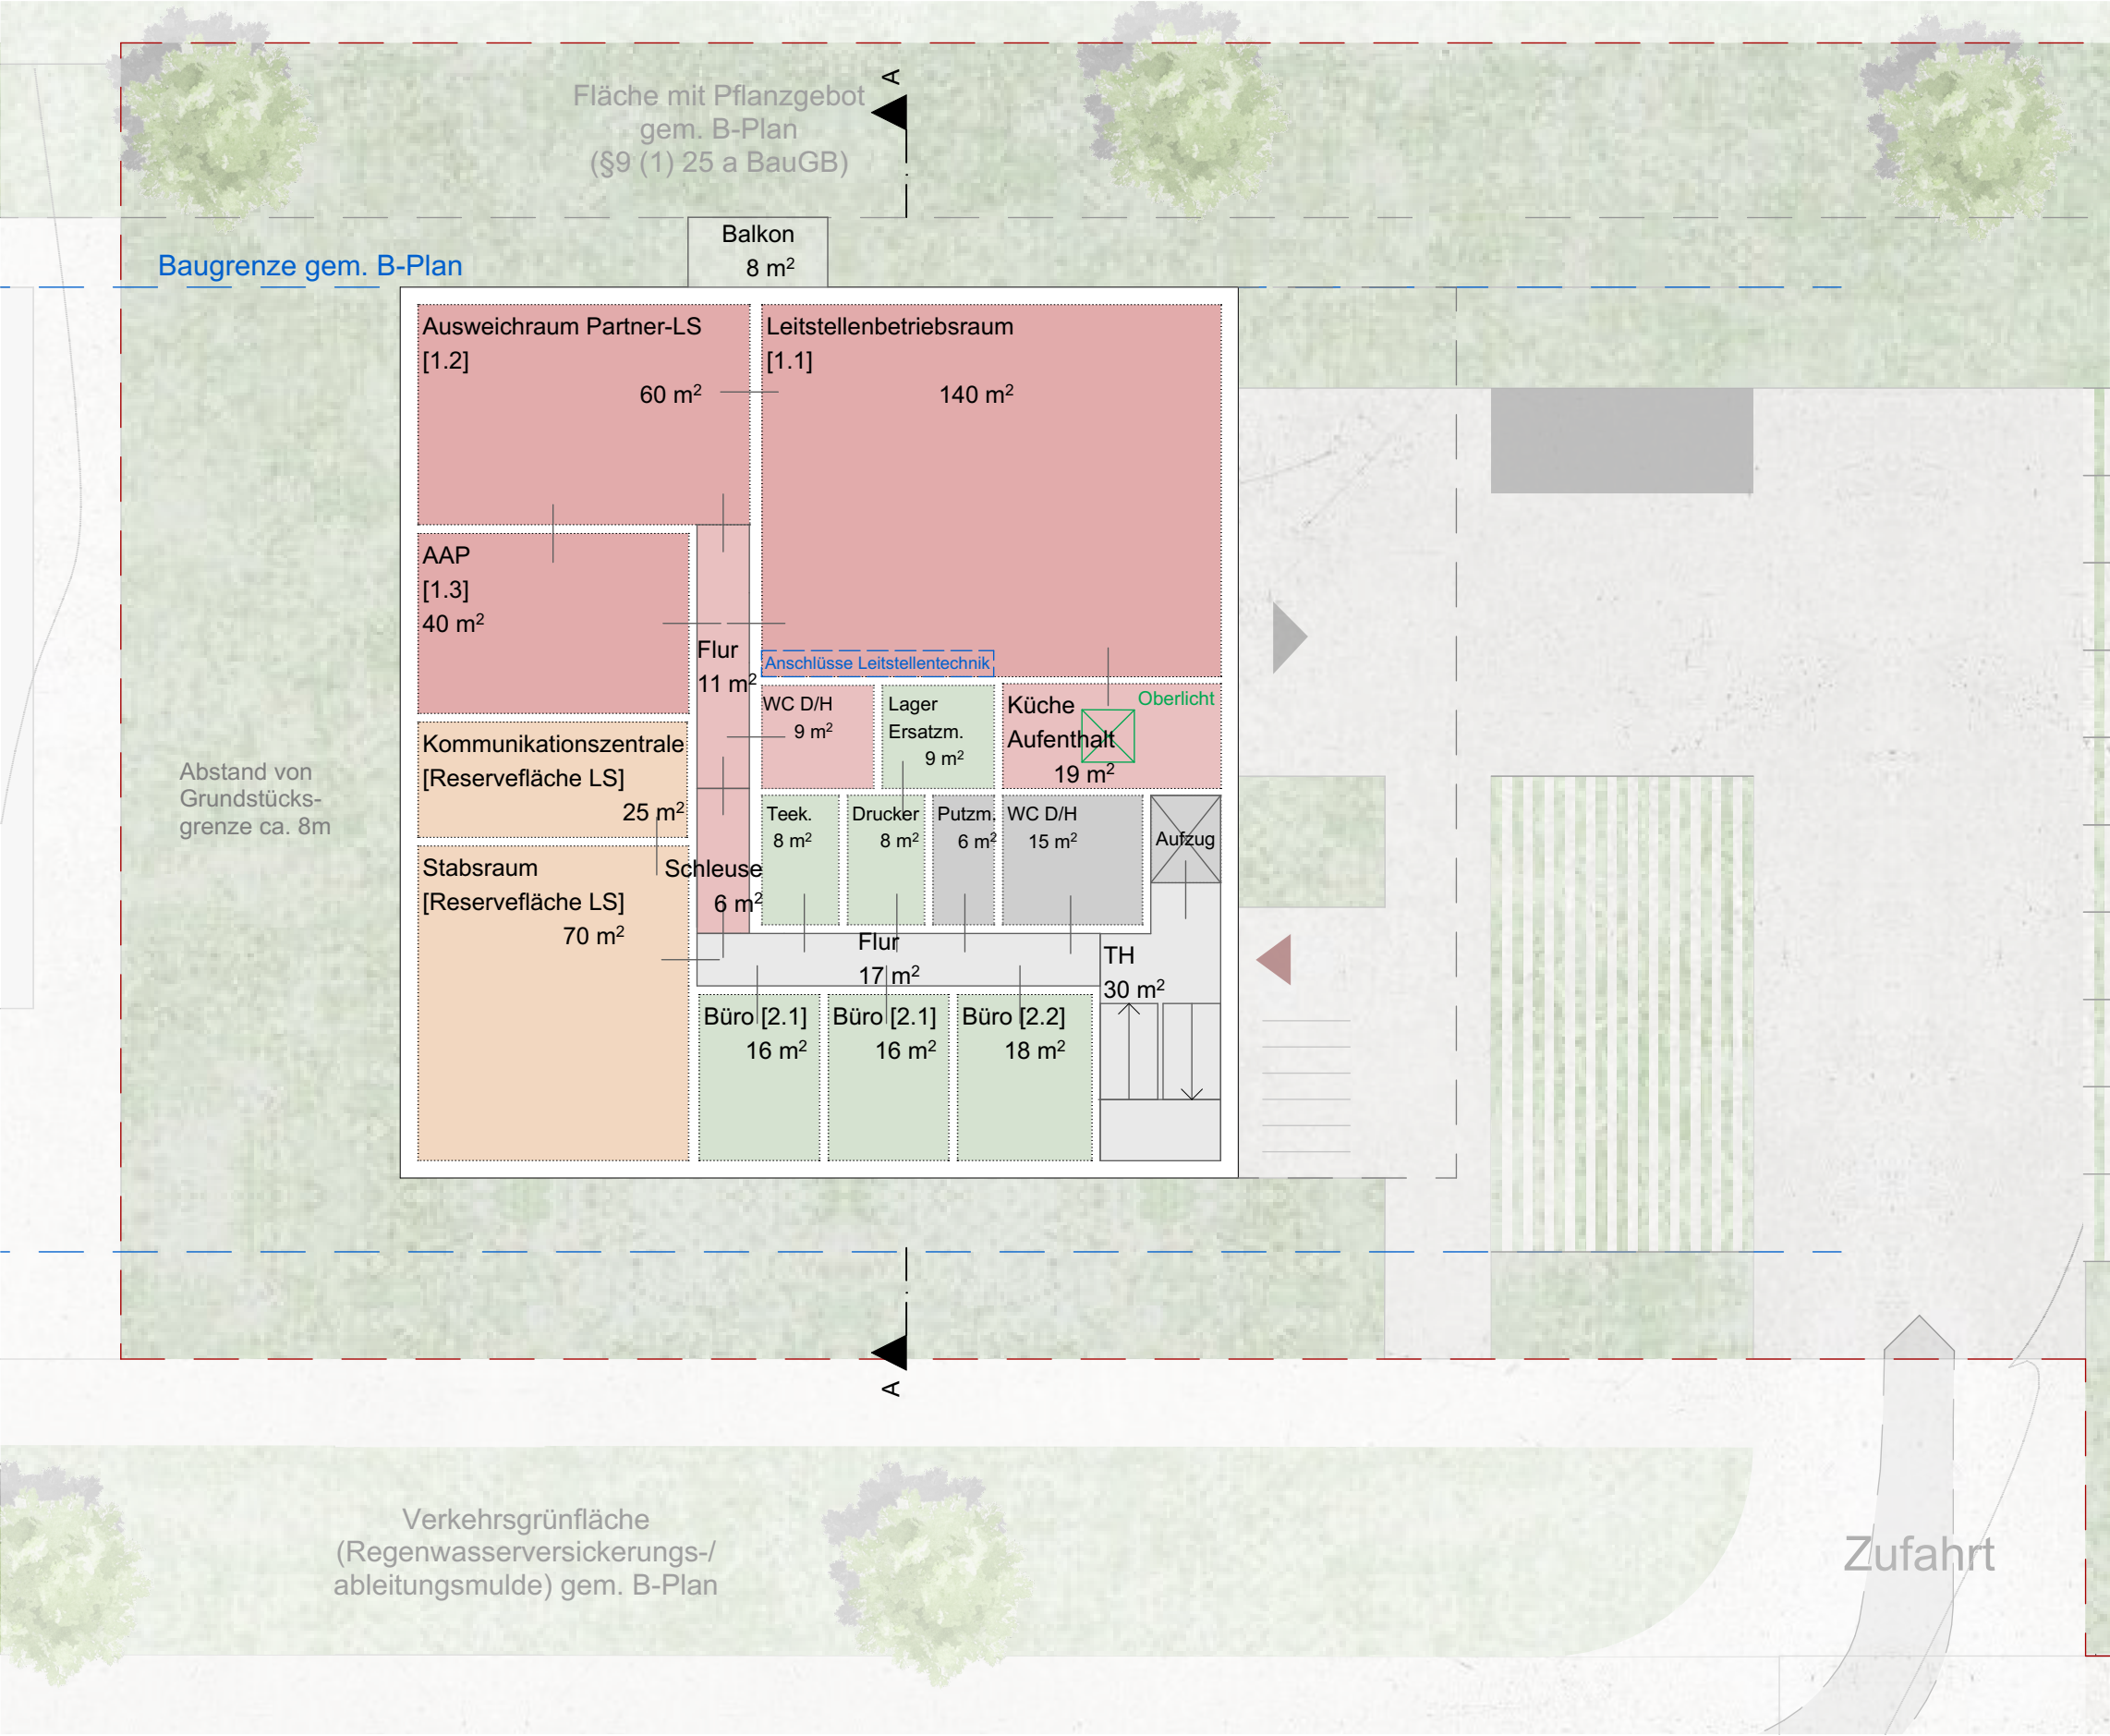 A
Fläche mit Pflanzgebot
gem. B-Plan
(§9 (1) 25 a BauGB)
Balkon
8 m²
Baugrenze gem. B-Plan
Ausweichraum Partner-LS
[1.2]
60 m²
Leitstellenbetriebsraum
[1.1]
140 m²
AAP
[1.3]
40 m²
Flur
11 m²
Anschlüsse Leitstellentechnik
WC D/H
9 m²
Lager
Ersatzm.
9 m²
Küche
Aufenthalt
19 m²
Oberlicht
Kommunikationszentrale
[Reservefläche LS]
25 m²
Abstand von
Grundstücks-
grenze ca. 8m
Teek.
8 m²
Drucker
8 m²
Putzm.
6 m²
WC D/H
15 m²
Aufzug
Stabsraum
[Reservefläche LS]
70 m²
Schleuse
6 m²
Flur
17 m²
TH
30 m²
Büro [2.1]
16 m²
Büro [2.1]
16 m²
Büro [2.2]
18 m²
A
Verkehrsgrünfläche
(Regenwasserversickerungs-/
ableitungsmulde) gem. B-Plan
Zufahrt